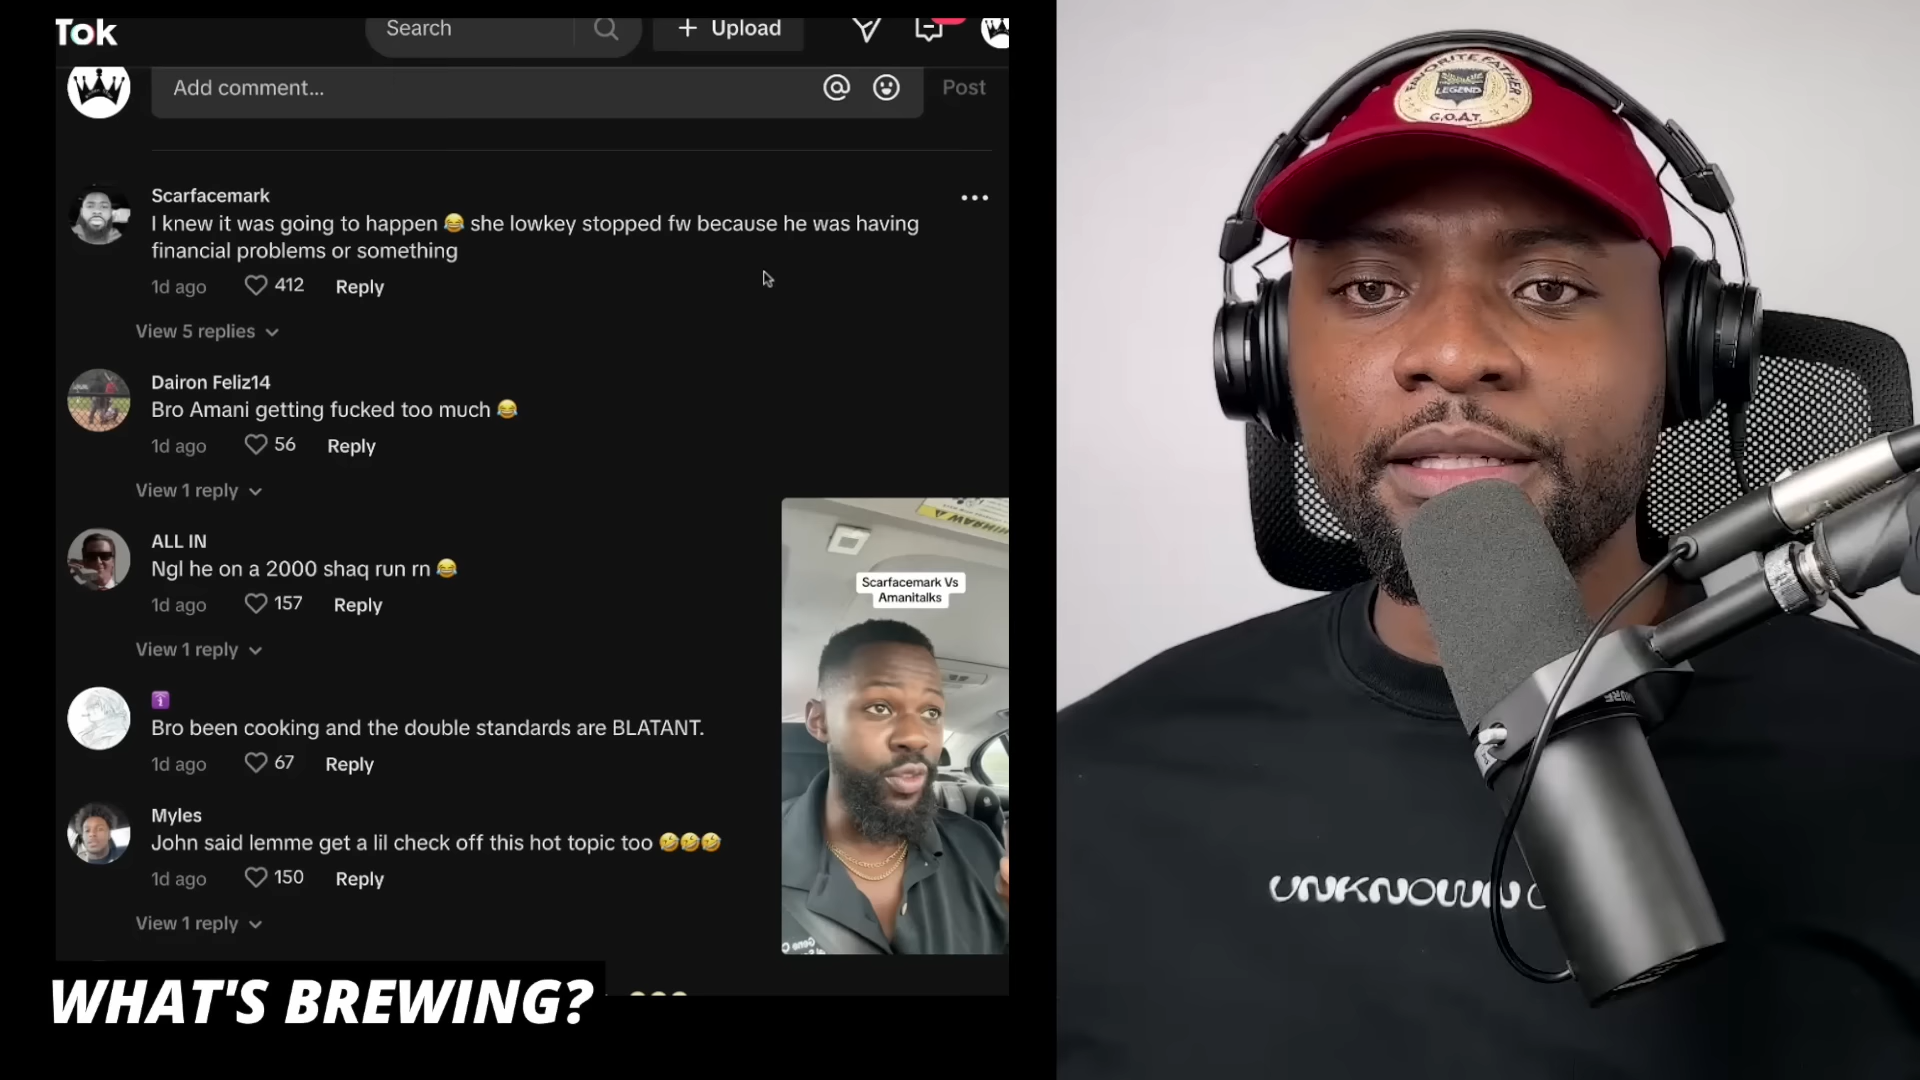 Tok
Search
Upload
Add comment...
Post
Scarfacemark
I knew it was going to happen 😂 she lowkey stopped fw because he was having
financial problems or something
1d ago 412 Reply
View 5 replies
Dairon Feliz14
Bro Amani getting fucked too much 😂
1d ago 56 Reply
View 1 reply
ALL IN
Ngl he on a 2000 shaq run rn 😂
1d ago 157 Reply
View 1 reply
Bro been cooking and the double standards are BLATANT.
1d ago 67 Reply
Myles
John said lemme get a lil check off this hot topic too 🤣🤣🤣
1d ago 150 Reply
View 1 reply
WARNING
Scarfacemark Vs
Amanitalks
WHAT'S BREWING?
FAVORITE FATHER
LEGEND
G.O.A.T.
UNKNOWN
SHURE